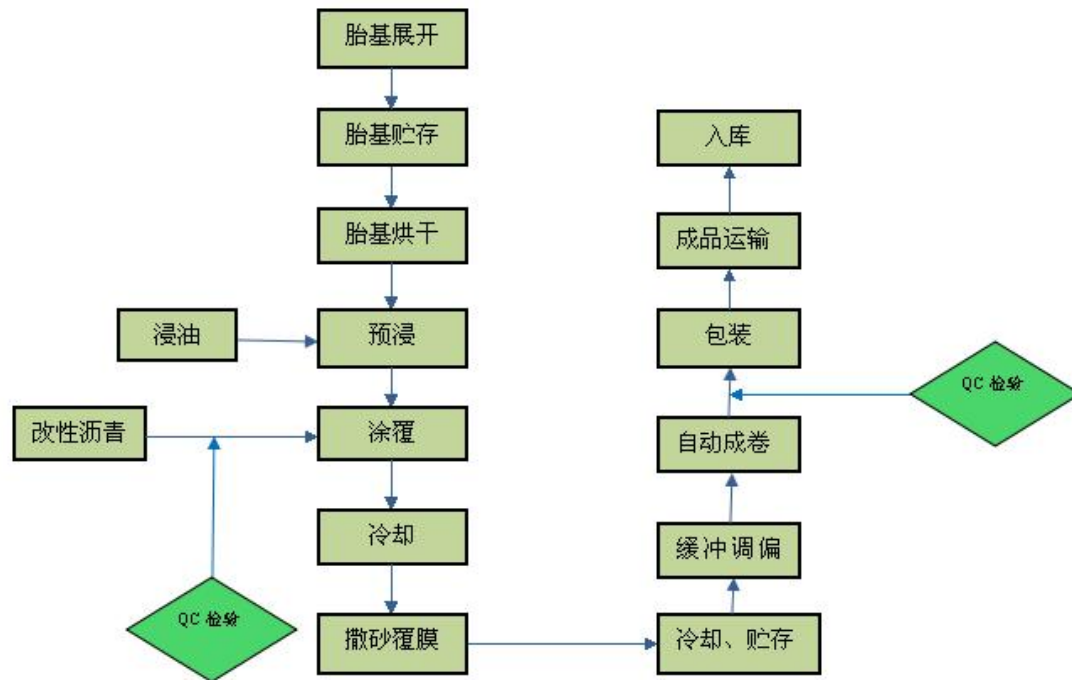 胎基展开
胎基贮存
胎基烘干
浸油
预浸
改性沥青
涂覆
冷却
QC 检验
撒砂覆膜
冷却、贮存
缓冲调偏
自动成卷
QC 检验
包装
成品运输
入库